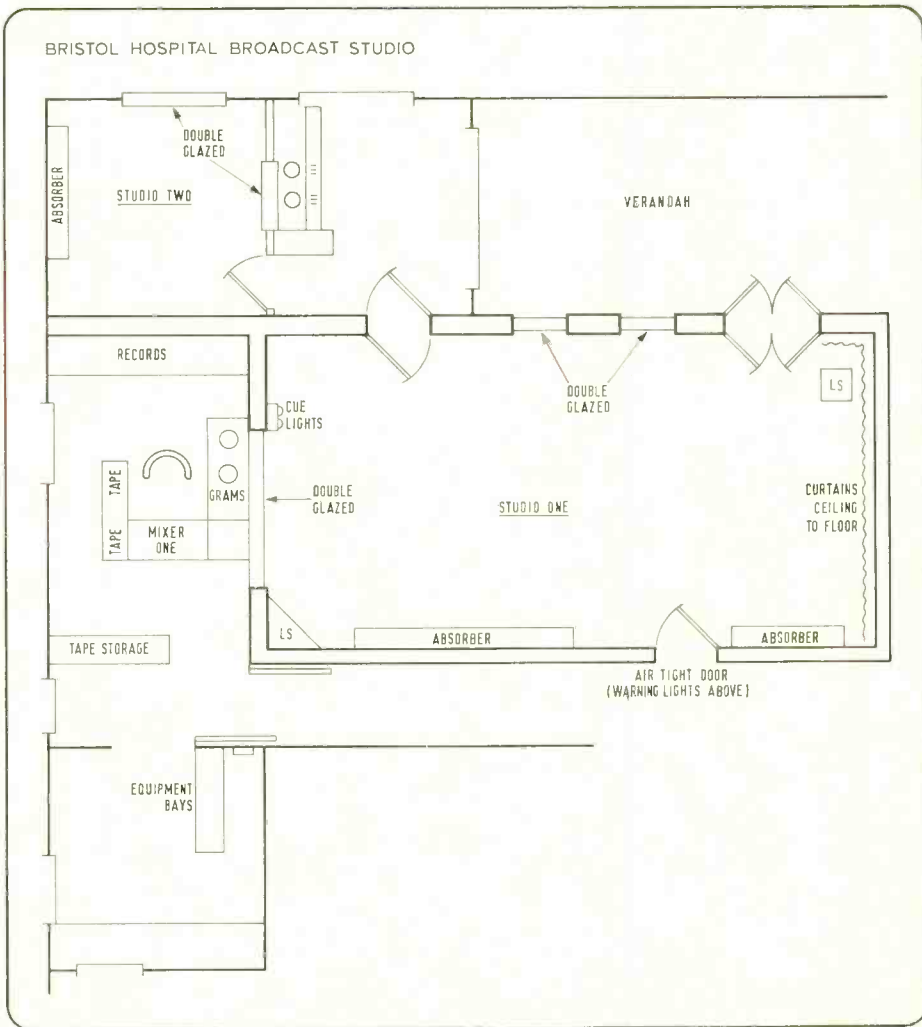 BRISTOL HOSPITAL BROADCAST STUDIO
DOUBLE
GLAZED
ABSORBER
STUDIO TWO
VERANDAH
RECORDS
CUE
LIGHTS
DOUBLE
GLAZED
LS
TAPE
TAPE
GRAMS
MIXER
ONE
DOUBLE
GLAZED
STUDIO ONE
CURTAINS
CEILING
TO FLOOR
TAPE STORAGE
LS
ABSORBER
ABSORBER
AIR TIGHT DOOR
(WARNING LIGHTS ABOVE)
EQUIPMENT
BAYS